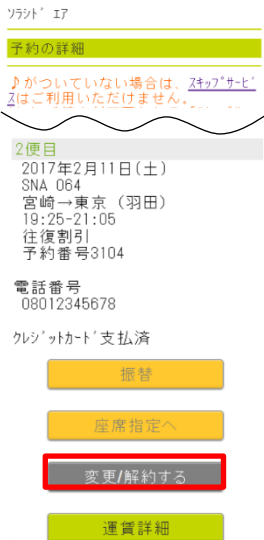 ｿﾗｼﾄﾞ ｴｱ
予約の詳細
♪がついていない場合は、ｽｷｯﾌﾟｻｰﾋﾞ
ｽはご利用いただけません。
2便目
2017年2月11日(土)
SNA 064
宮崎→東京（羽田）
19:25-21:05
往復割引
予約番号3104
電話番号
08012345678
ｸﾚｼﾞｯﾄｶｰﾄﾞ支払済
振替
座席指定へ
変更/解約する
運賃詳細